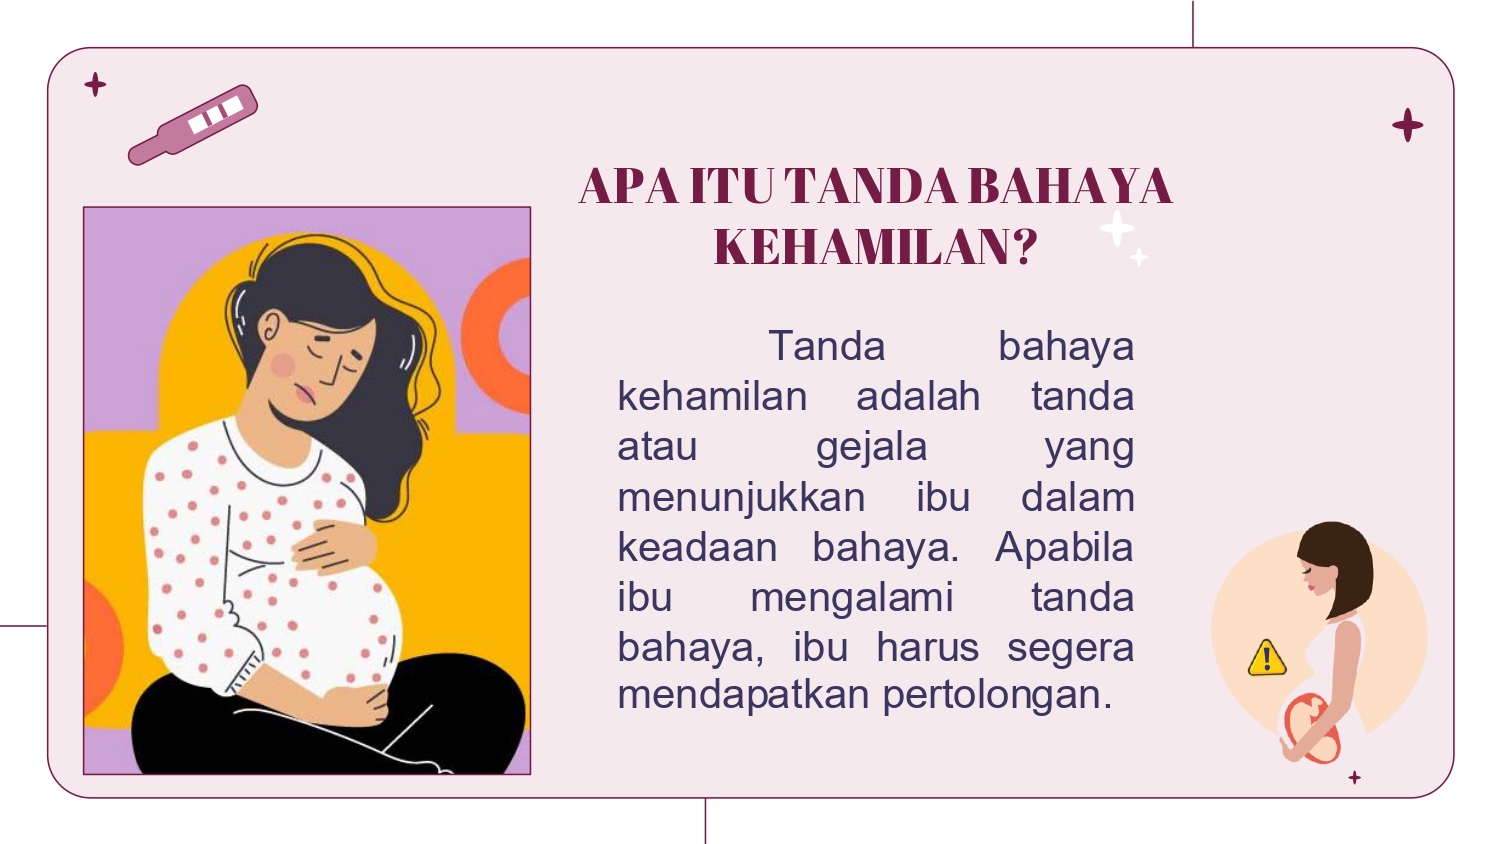 APA ITU TANDA BAHAYA
KEHAMILAN?
Tanda bahaya
kehamilan adalah tanda
atau gejala yang
menunjukkan ibu dalam
keadaan bahaya. Apabila
ibu mengalami tanda
bahaya, ibu harus segera
mendapatkan pertolongan.